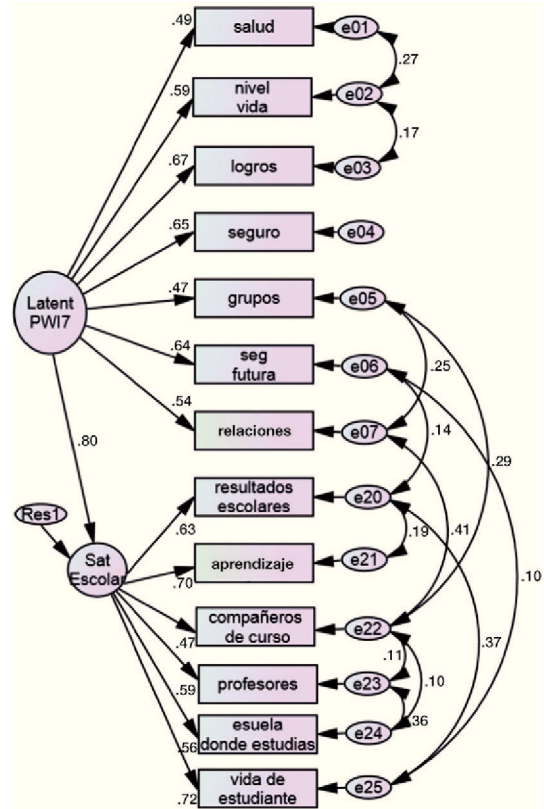 .49
salud
e01
.27
.59
nivel
vida
e02
.17
.67
logros
e03
.65
seguro
e04
Latent
PWI7
.47
grupos
e05
.25
.64
seg
futura
e06
.14
.29
.54
relaciones
e07
.80
.41
.10
Res1
resultados
escolares
e20
.63
.19
Sat
Escolar
.70
aprendizaje
e21
.37
compañeros
de curso
e22
.47
.11
.10
profesores
e23
.59
.36
esuela
donde estudias
e24
.56
vida de
estudiante
e25
.72